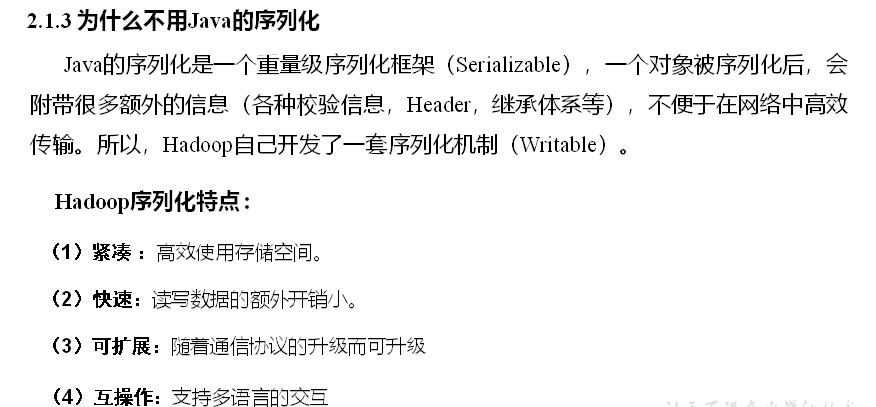 2.1.3 为什么不用Java的序列化
Java的序列化是一个重量级序列化框架（Serializable），一个对象被序列化后，会
附带很多额外的信息（各种校验信息，Header，继承体系等），不便于在网络中高效
传输。所以，Hadoop自己开发了一套序列化机制（Writable）。
Hadoop序列化特点：
（1）紧凑：高效使用存储空间。
（2）快速：读写数据的额外开销小。
（3）可扩展：随着通信协议的升级而可升级
（4）互操作：支持多语言的交互